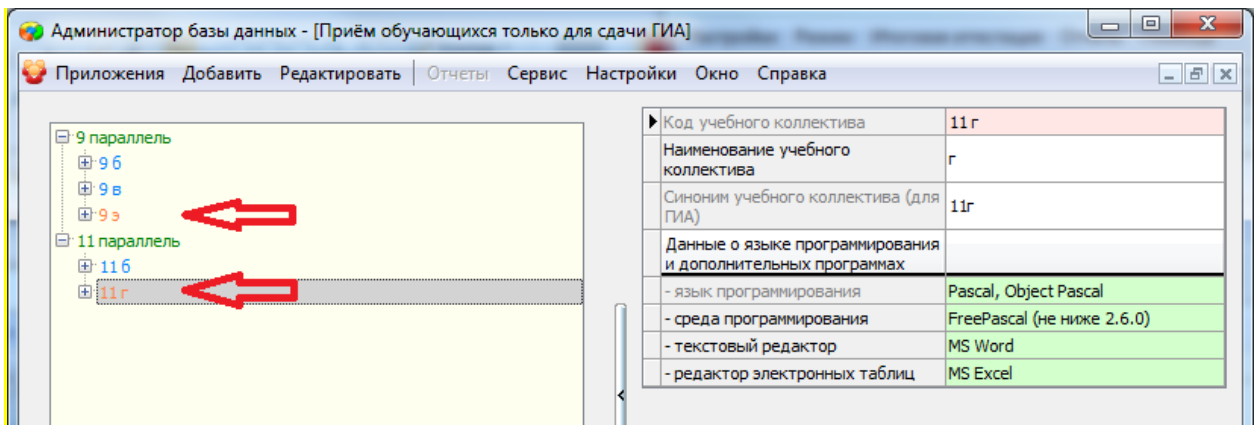 Администратор базы данных - [Приём обучающихся только для сдачи ГИА]
Приложения Добавить Редактировать Отчеты Сервис Настройки Окно Справка
9 параллель
9 б
9 в
9 э
11 параллель
11 б
11 г
Код учебного коллектива 11 г
Наименование учебного
коллектива г
Синоним учебного коллектива (для
ГИА) 11г
Данные о языке программирования
и дополнительных программах
- язык программирования Pascal, Object Pascal
- среда программирования FreePascal (не ниже 2.6.0)
- текстовый редактор MS Word
- редактор электронных таблиц MS Excel